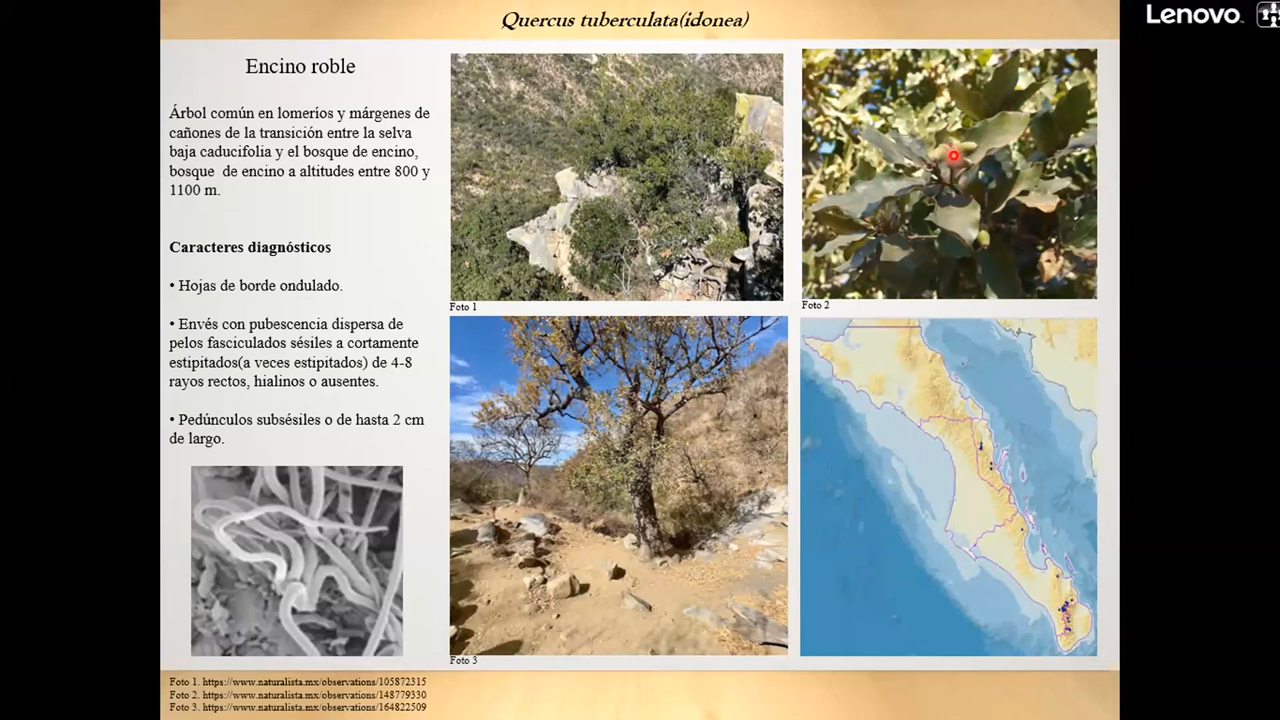 Quercus tuberculata(idonea)
Lenovo
Encino roble
Árbol común en lomeríos y márgenes de
cañones de la transición entre la selva
baja caducifolia y el bosque de encino,
bosque de encino a altitudes entre 800 y
1100 m.
Caracteres diagnósticos
• Hojas de borde ondulado.
• Envés con pubescencia dispersa de
pelos fasciculados sésiles a cortamente
estipitados(a veces estipitados) de 4-8
rayos rectos, hialinos o ausentes.
• Pedúnculos subsésiles o de hasta 2 cm
de largo.
Foto 1
Foto 2
Foto 3
Foto 1. https://www.naturalista.mx/observations/105872315
Foto 2. https://www.naturalista.mx/observations/148779330
Foto 3. https://www.naturalista.mx/observations/164822509